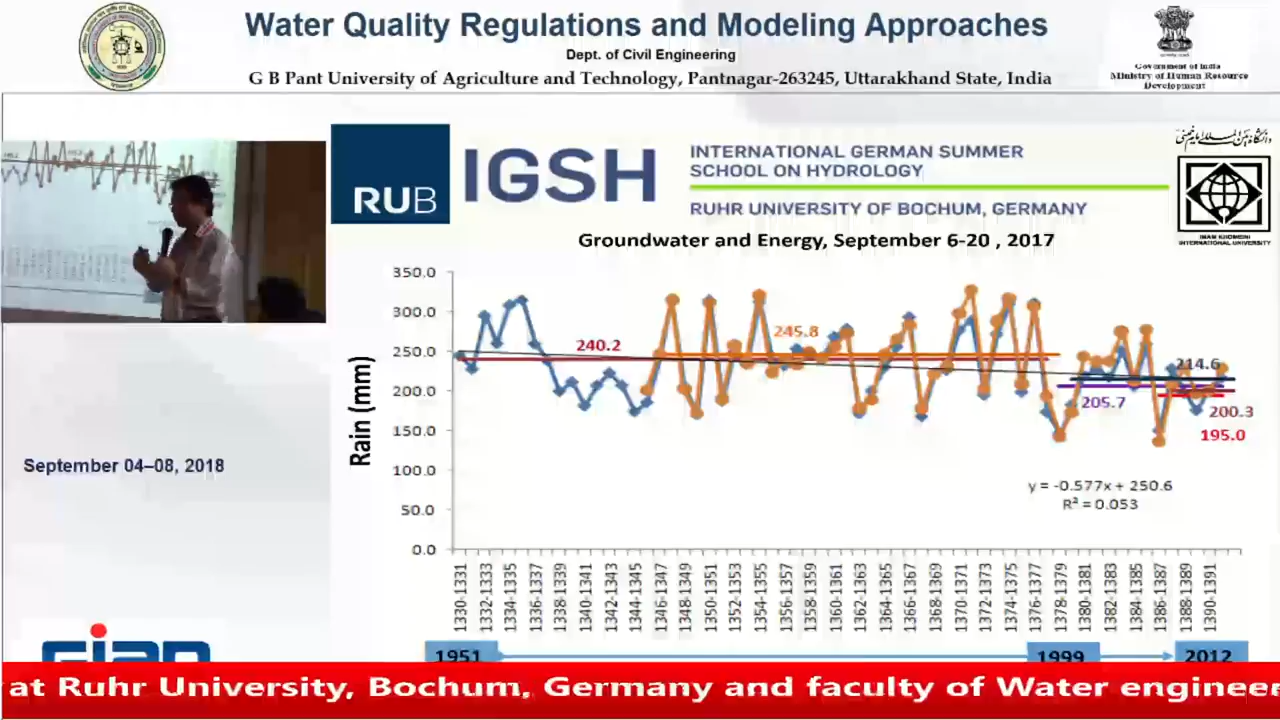 Water Quality Regulations and Modeling Approaches
Dept. of Civil Engineering
G B Pant University of Agriculture and Technology, Pantnagar-263245, Uttarakhand State, India
Government of India
Ministry of Human Resource
Development
RUB
IGSH
INTERNATIONAL GERMAN SUMMER
SCHOOL ON HYDROLOGY
RUHR UNIVERSITY OF BOCHUM, GERMANY
IMAM KHOMEINI
INTERNATIONAL UNIVERSITY
Groundwater and Energy, September 6-20 , 2017
September 04–08, 2018
Rain (mm)
350.0
300.0
250.0
200.0
150.0
100.0
50.0
0.0
240.2
245.8
214.6
205.7
200.3
195.0
y = -0.577x + 250.6
R² = 0.053
1330-1331
1332-1333
1334-1335
1336-1337
1338-1339
1340-1341
1342-1343
1344-1345
1346-1347
1348-1349
1350-1351
1352-1353
1354-1355
1356-1357
1358-1359
1360-1361
1362-1363
1364-1365
1366-1367
1368-1369
1370-1371
1372-1373
1374-1375
1376-1377
1378-1379
1380-1381
1382-1383
1384-1385
1386-1387
1388-1389
1390-1391
1951
1999
2012
at Ruhr University, Bochum, Germany and faculty of Water engineer